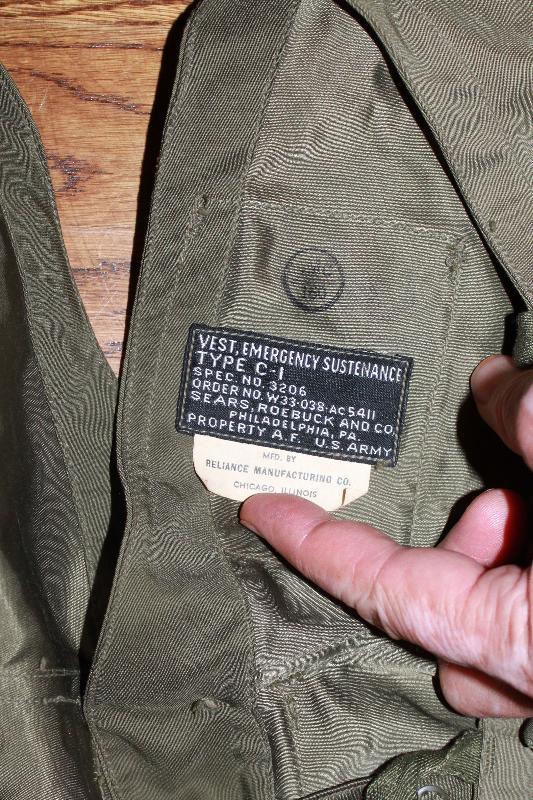 VEST, EMERGENCY SUSTENANCE
TYPE C-1
SPEC. NO. 3206
ORDER NO. W33-038-AC5411
SEARS, ROEBUCK AND CO.
PHILADELPHIA, PA.
PROPERTY A.F. U.S. ARMY
MFD. BY
RELIANCE MANUFACTURING CO.
CHICAGO, ILLINOIS